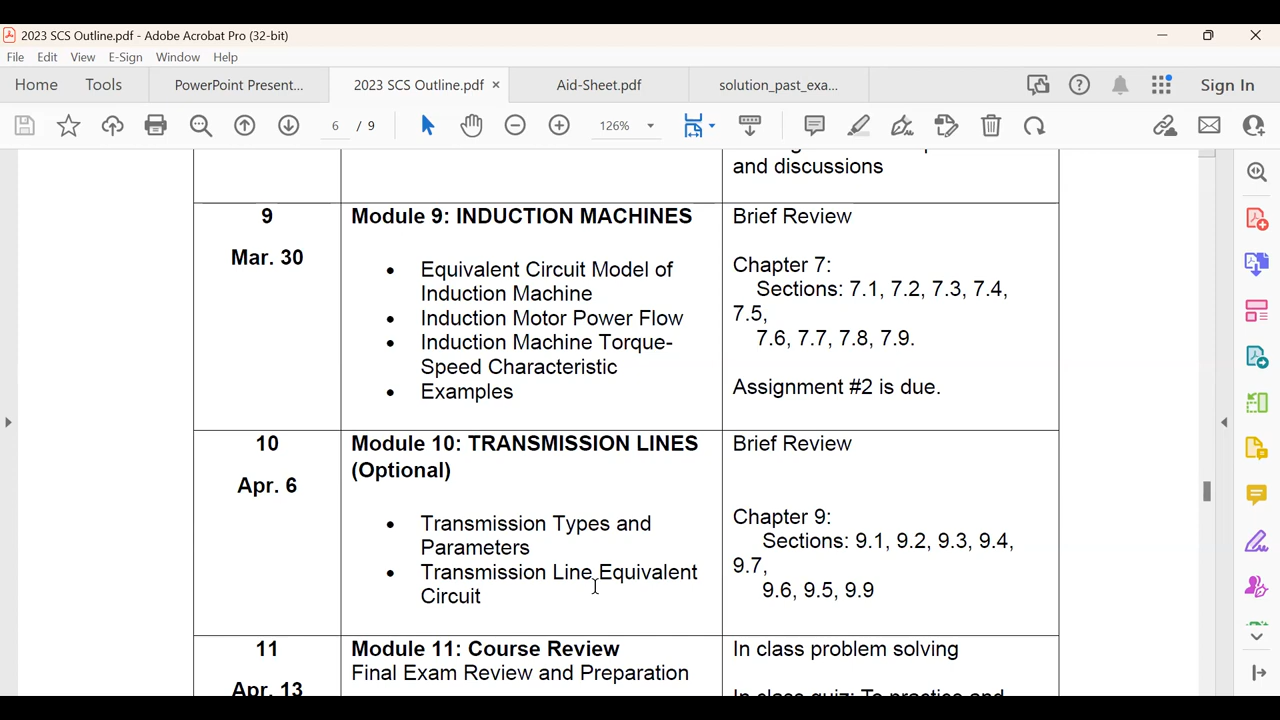 2023 SCS Outline.pdf - Adobe Acrobat Pro (32-bit)
File Edit View E-Sign Window Help
Home Tools PowerPoint Present... 2023 SCS Outline.pdf × Aid-Sheet.pdf solution_past_exa... Sign In
6 / 9 126%
and discussions
9
Mar. 30
Module 9: INDUCTION MACHINES
• Equivalent Circuit Model of
Induction Machine
• Induction Motor Power Flow
• Induction Machine Torque-
Speed Characteristic
• Examples
Brief Review
Chapter 7:
Sections: 7.1, 7.2, 7.3, 7.4,
7.5,
7.6, 7.7, 7.8, 7.9.
Assignment #2 is due.
10
Apr. 6
Module 10: TRANSMISSION LINES
(Optional)
• Transmission Types and
Parameters
• Transmission Line Equivalent
Circuit
Brief Review
Chapter 9:
Sections: 9.1, 9.2, 9.3, 9.4,
9.7,
9.6, 9.5, 9.9
11
Apr. 13
Module 11: Course Review
Final Exam Review and Preparation
In class problem solving
In class quiz: To practice and